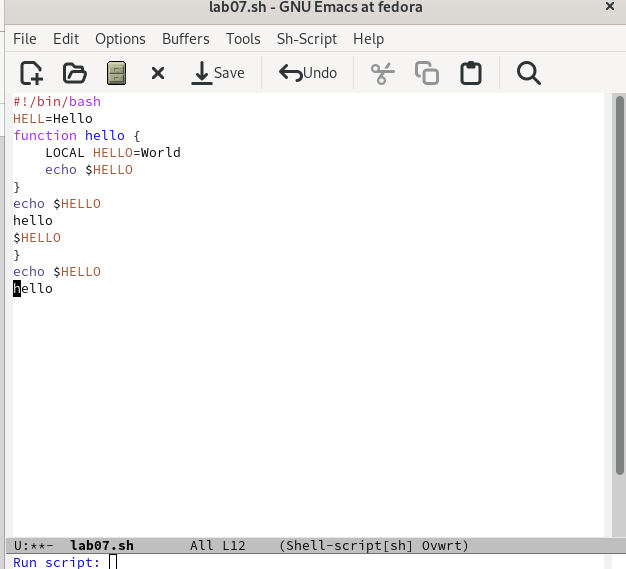 lab07.sh - GNU Emacs at fedora
File Edit Options Buffers Tools Sh-Script Help
Save Undo
#!/bin/bash
HELL=Hello
function hello {
    LOCAL HELLO=World
    echo $HELLO
}
echo $HELLO
hello
$HELLO
}
echo $HELLO
hello
U:**- lab07.sh All L12 (Shell-script[sh] Ovwrt)
Run script: